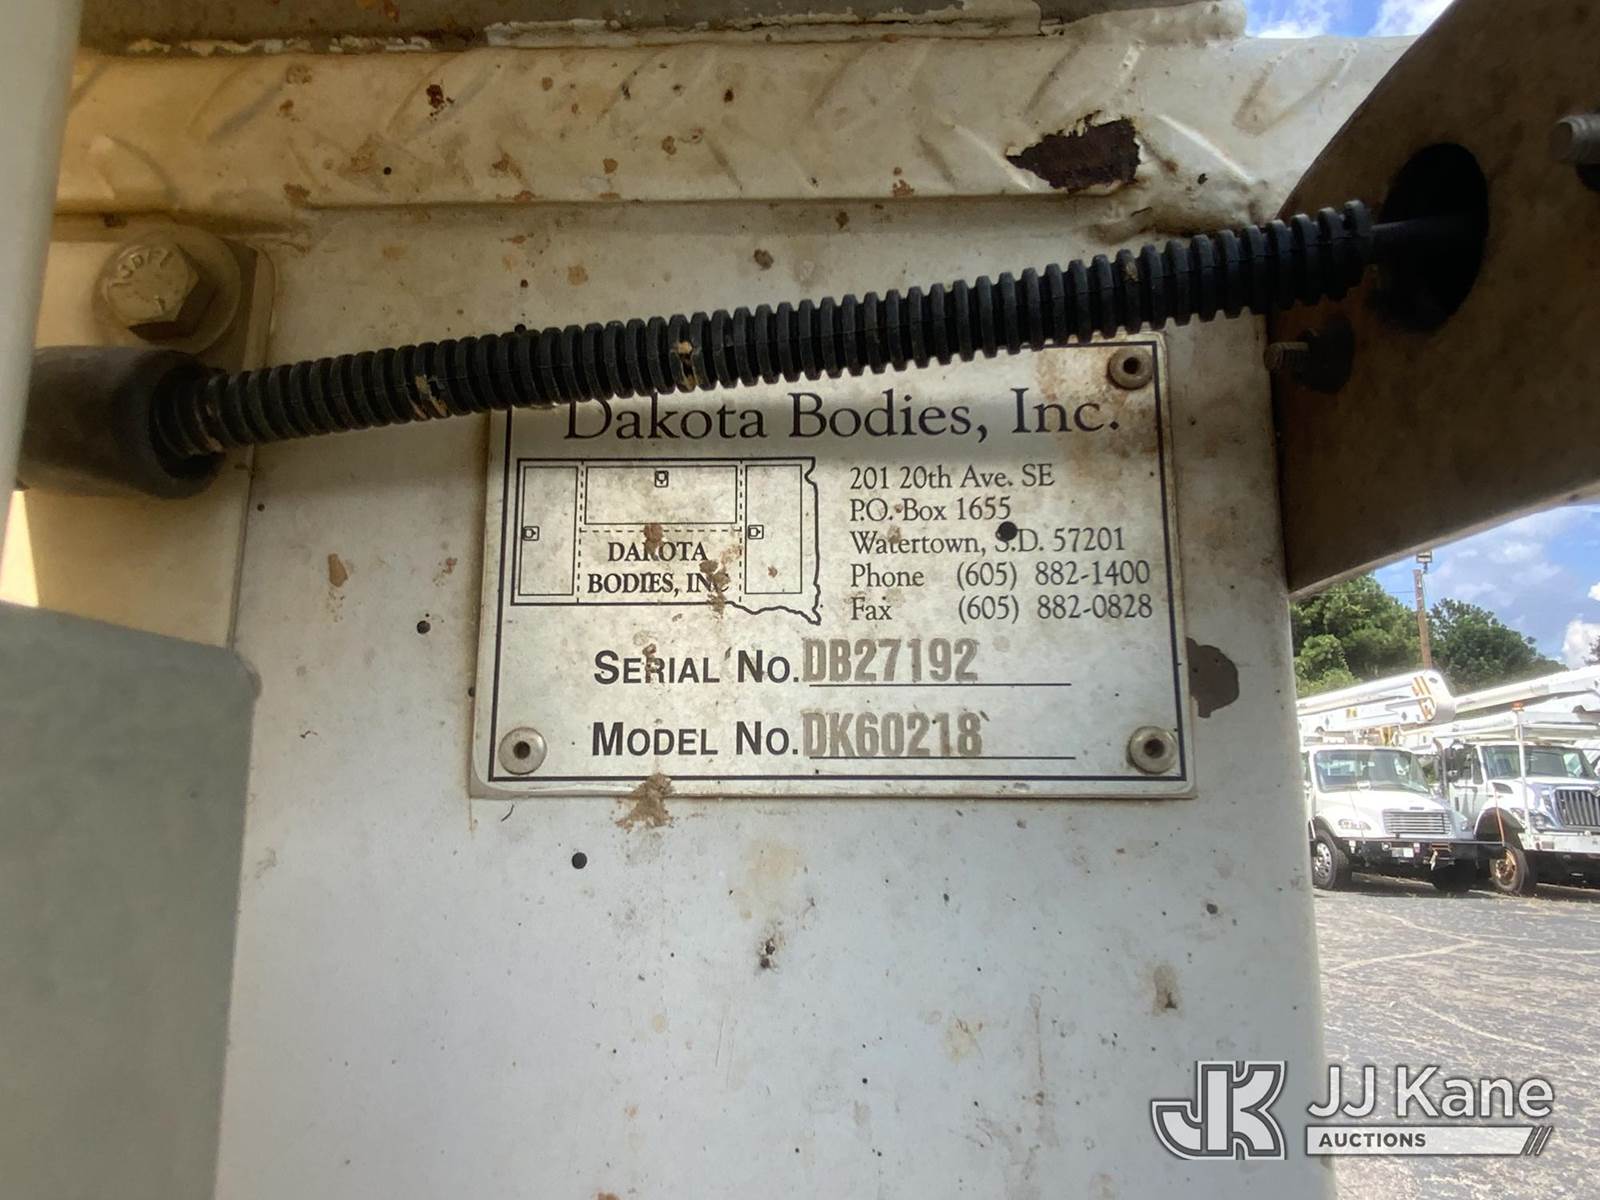 Dakota Bodies, Inc.
DAKOTA
BODIES, INC
201 20th Ave. SE
P.O. Box 1655
Watertown, S.D. 57201
Phone (605) 882-1400
Fax (605) 882-0828
SERIAL NO. DB27192
MODEL NO. DK60218
JK JJ Kane
AUCTIONS